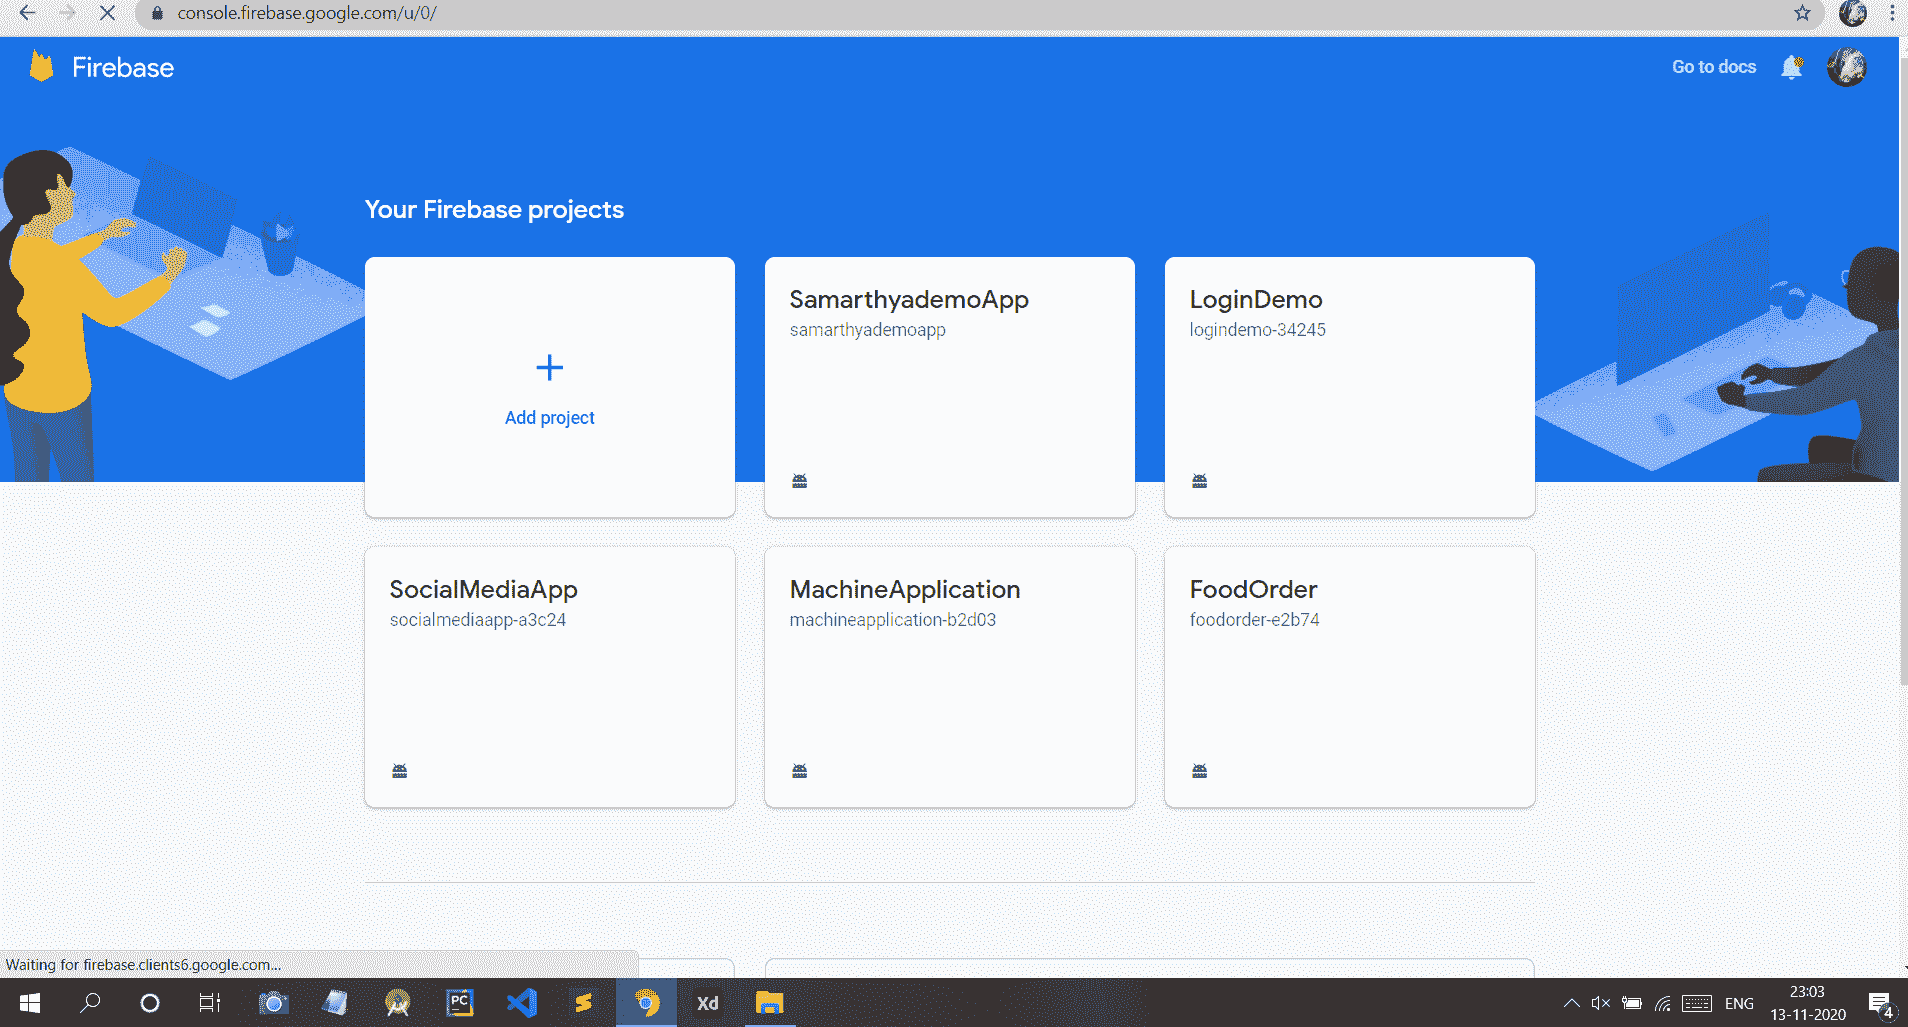 console.firebase.google.com/u/0/
Firebase
Go to docs
Your Firebase projects
Add project
SamarthyademoApp
samarthyademoapp
LoginDemo
logindemo-34245
SocialMediaApp
socialmediaapp-a3c24
MachineApplication
machineapplication-b2d03
FoodOrder
foodorder-e2b74
Waiting for firebase.clients6.google.com...
PC
Xd
ENG
23:03
13-11-2020
4